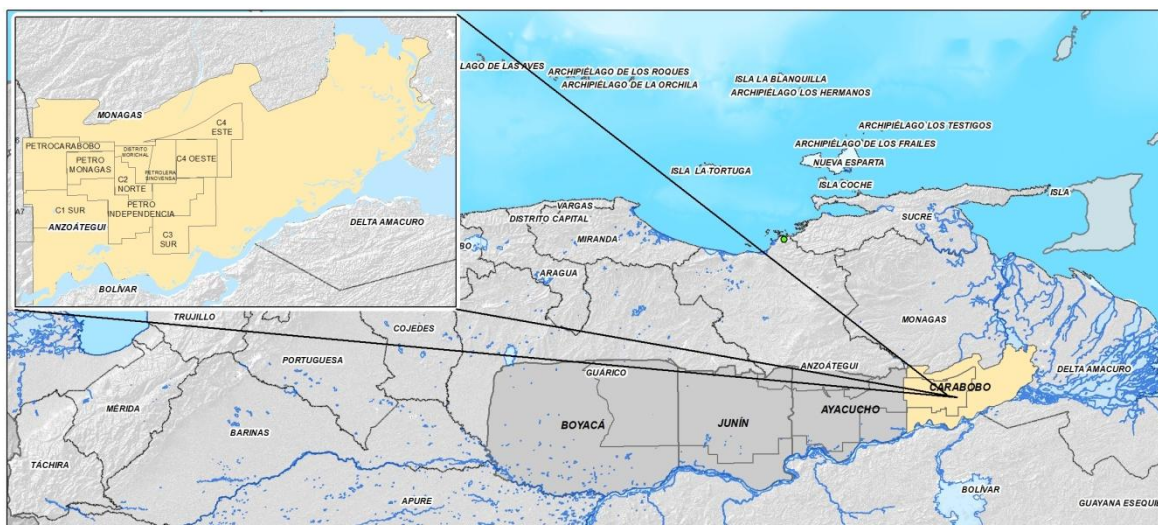 MONAGAS
C4
ESTE
PETROCARABOBO
DISTRITO
MORICHAL
C4 OESTE
PETRO
MONAGAS
PETROLERA
SINOVENSA
C2
NORTE
PETRO
INDEPENDENCIA
C1 SUR
ANZOÁTEGUI
C3
SUR
DELTA AMACURO
BOLÍVAR
A7
LAGO DE LAS AVES
ARCHIPIÉLAGO DE LOS ROQUES
ARCHIPIÉLAGO DE LA ORCHILA
ISLA LA BLANQUILLA
ARCHIPIÉLAGO LOS HERMANOS
ARCHIPIÉLAGO LOS TESTIGOS
ARCHIPIÉLAGO DE LOS FRAILES
NUEVA ESPARTA
ISLA LA TORTUGA
ISLA COCHE
ISLA
VARGAS
DISTRITO CAPITAL
SUCRE
BO
MIRANDA
ARAGUA
TRUJILLO
COJEDES
MONAGAS
PORTUGUESA
GUÁRICO
ANZOÁTEGUI
DELTA AMACURO
CARABOBO
MÉRIDA
AYACUCHO
BARINAS
BOYACÁ
JUNÍN
TÁCHIRA
APURE
BOLÍVAR
GUAYANA ESEQUI